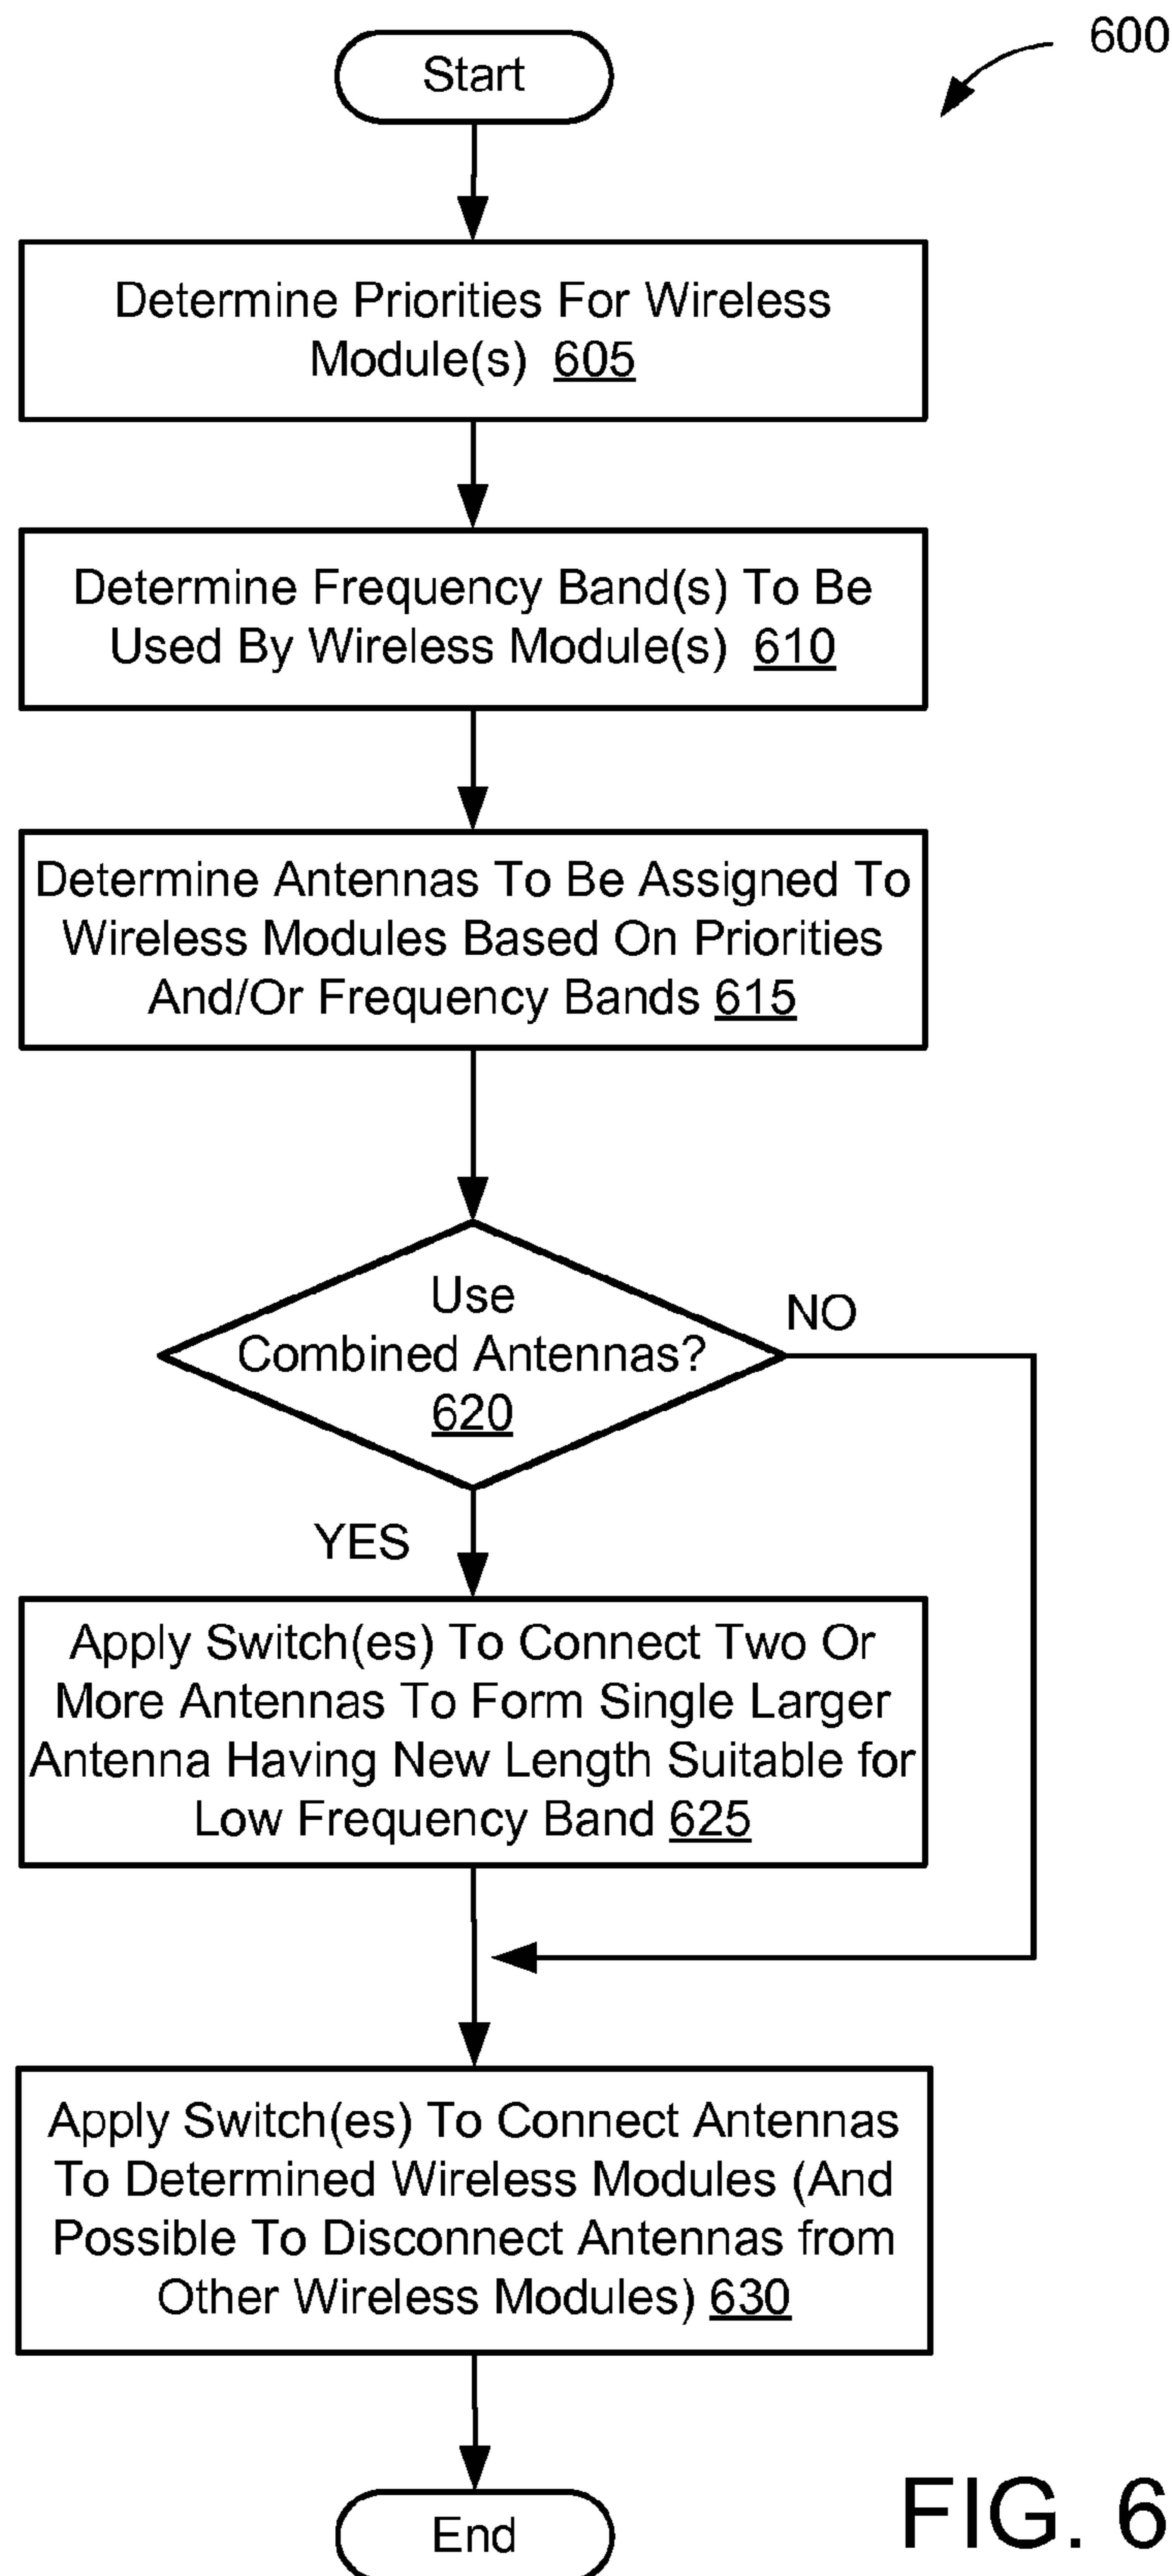 600
Start
Determine Priorities For Wireless
Module(s) 605
Determine Frequency Band(s) To Be
Used By Wireless Module(s) 610
Determine Antennas To Be Assigned To
Wireless Modules Based On Priorities
And/Or Frequency Bands 615
Use
Combined Antennas?
620
NO
YES
Apply Switch(es) To Connect Two Or
More Antennas To Form Single Larger
Antenna Having New Length Suitable for
Low Frequency Band 625
Apply Switch(es) To Connect Antennas
To Determined Wireless Modules (And
Possible To Disconnect Antennas from
Other Wireless Modules) 630
End
FIG. 6